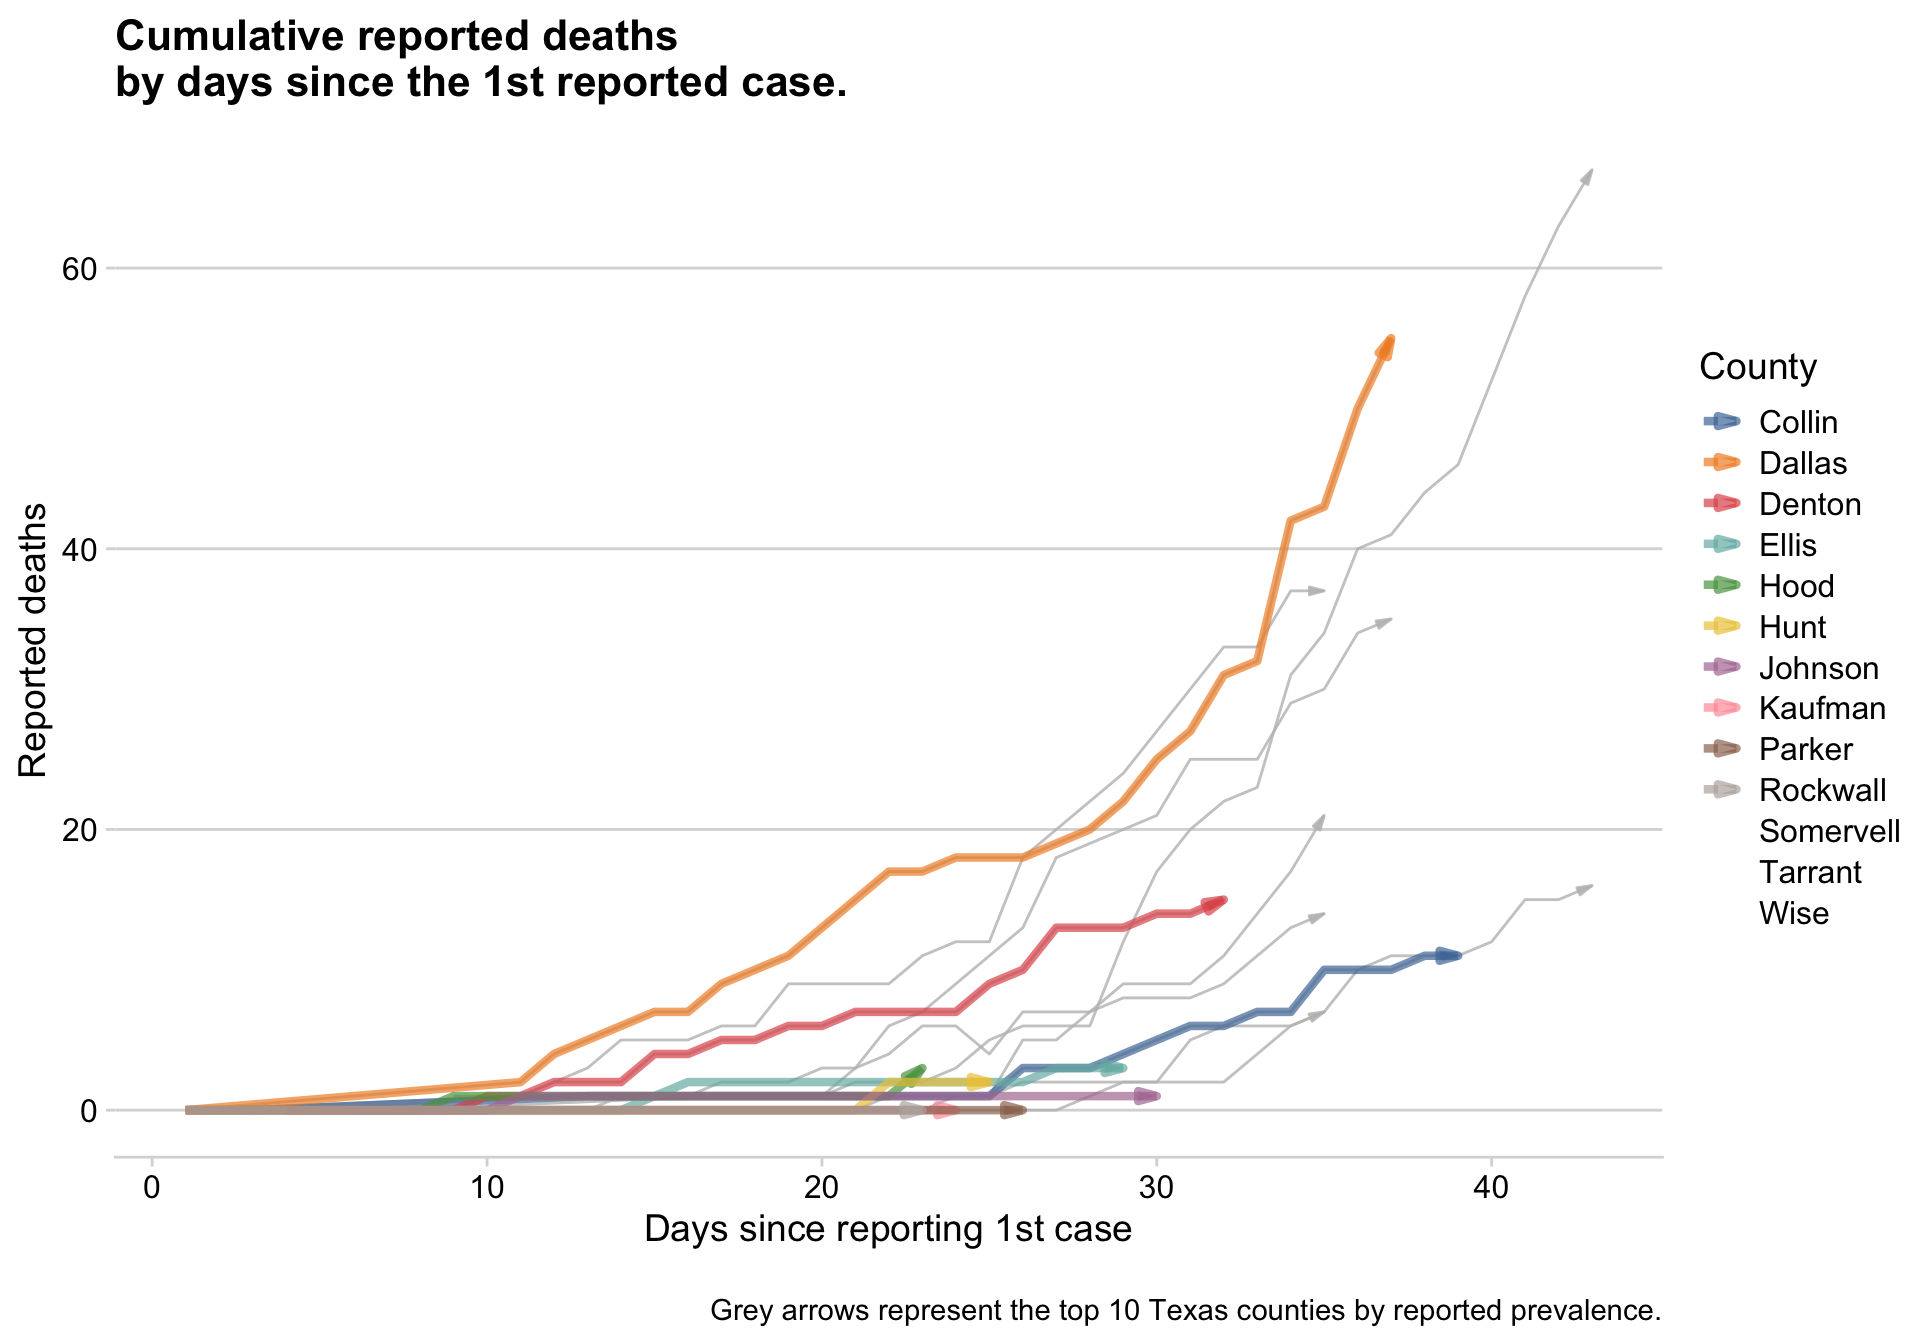 Cumulative reported deaths
by days since the 1st reported case.
Reported deaths
60
40
20
0
0 10 20 30 40
Days since reporting 1st case
County
Collin
Dallas
Denton
Ellis
Hood
Hunt
Johnson
Kaufman
Parker
Rockwall
Somervell
Tarrant
Wise
Grey arrows represent the top 10 Texas counties by reported prevalence.